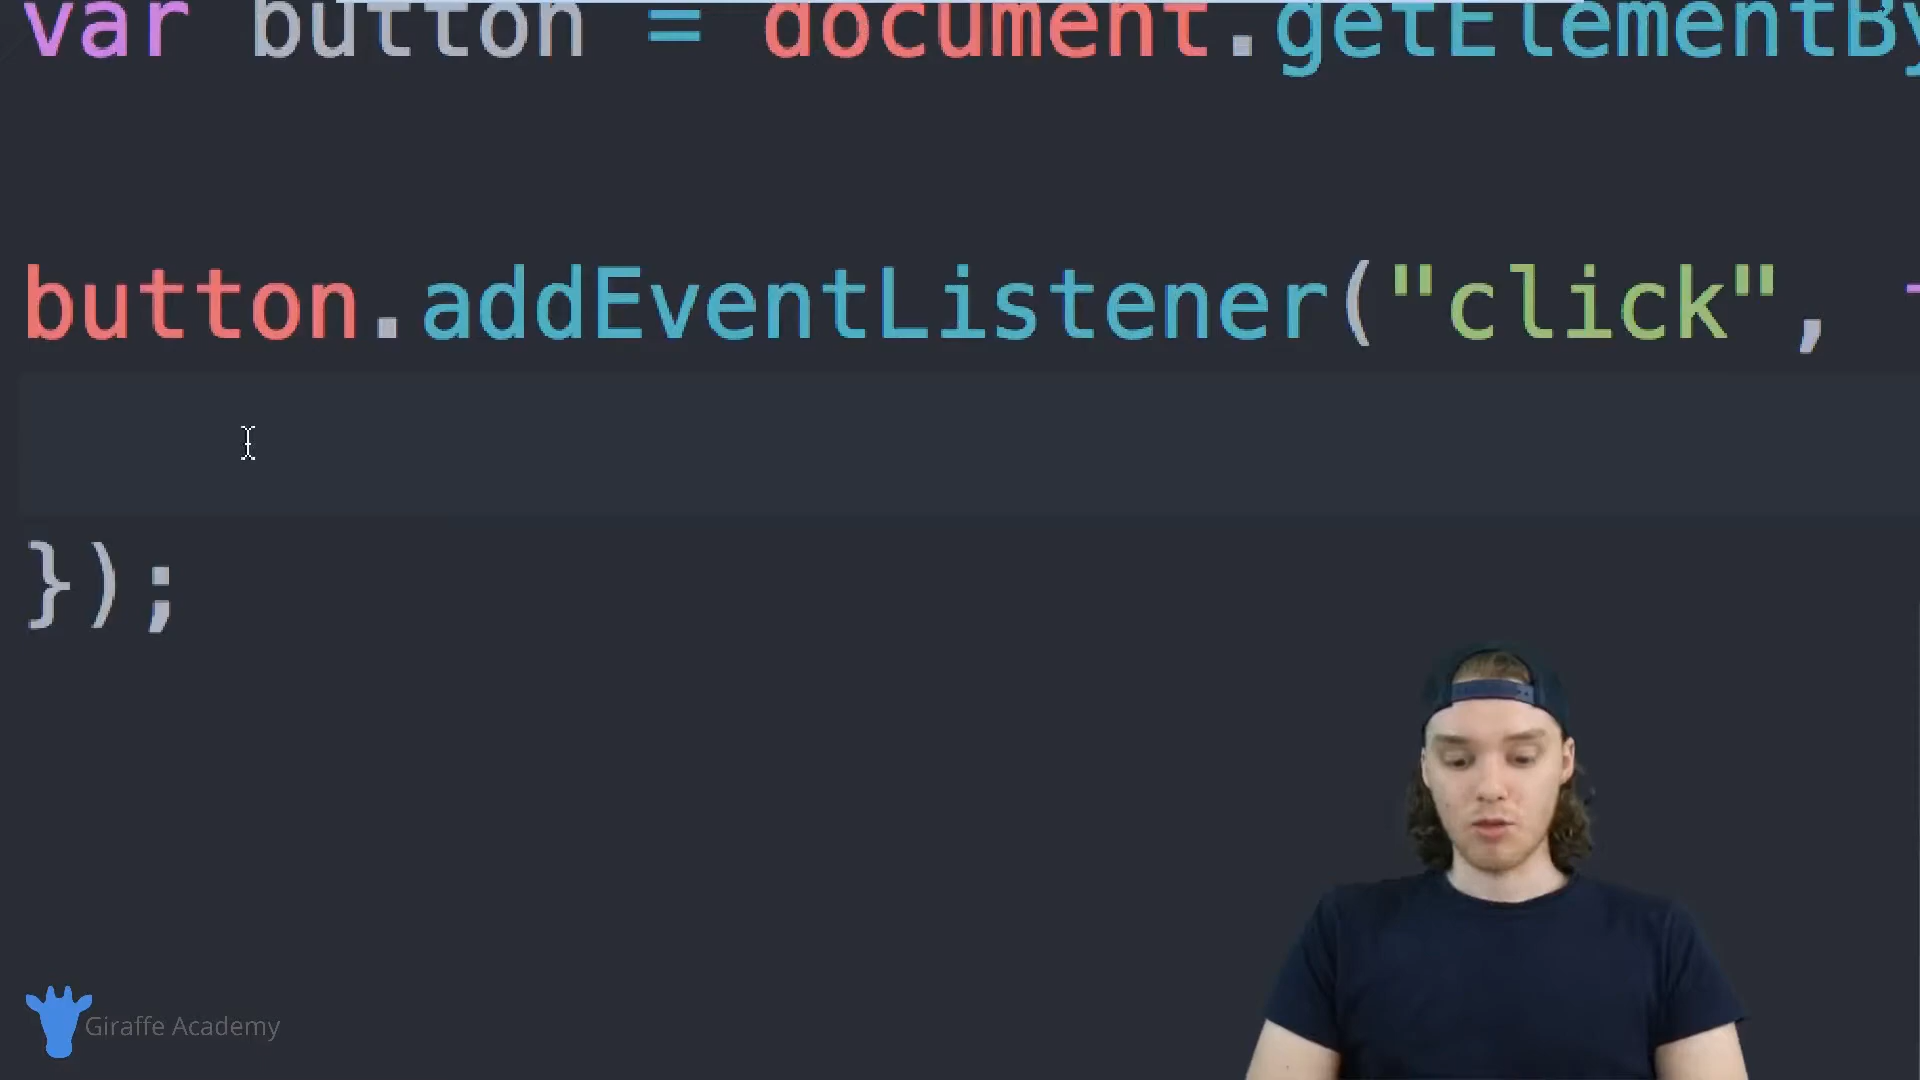 var button = document.getElementBy
button.addEventListener("click",
});
Giraffe Academy